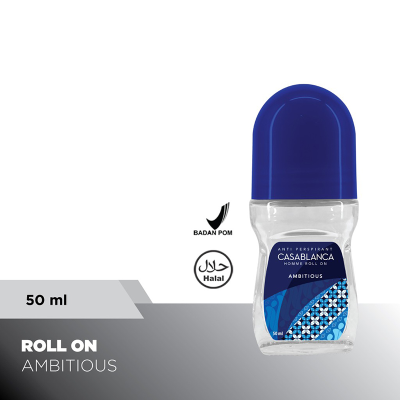 BADAN POM
حلال
Halal
ANTI PERSPIRANT
CASABLANCA
HOMME ROLL ON
AMBITIOUS
50 ml
50 ml
ROLL ON
AMBITIOUS